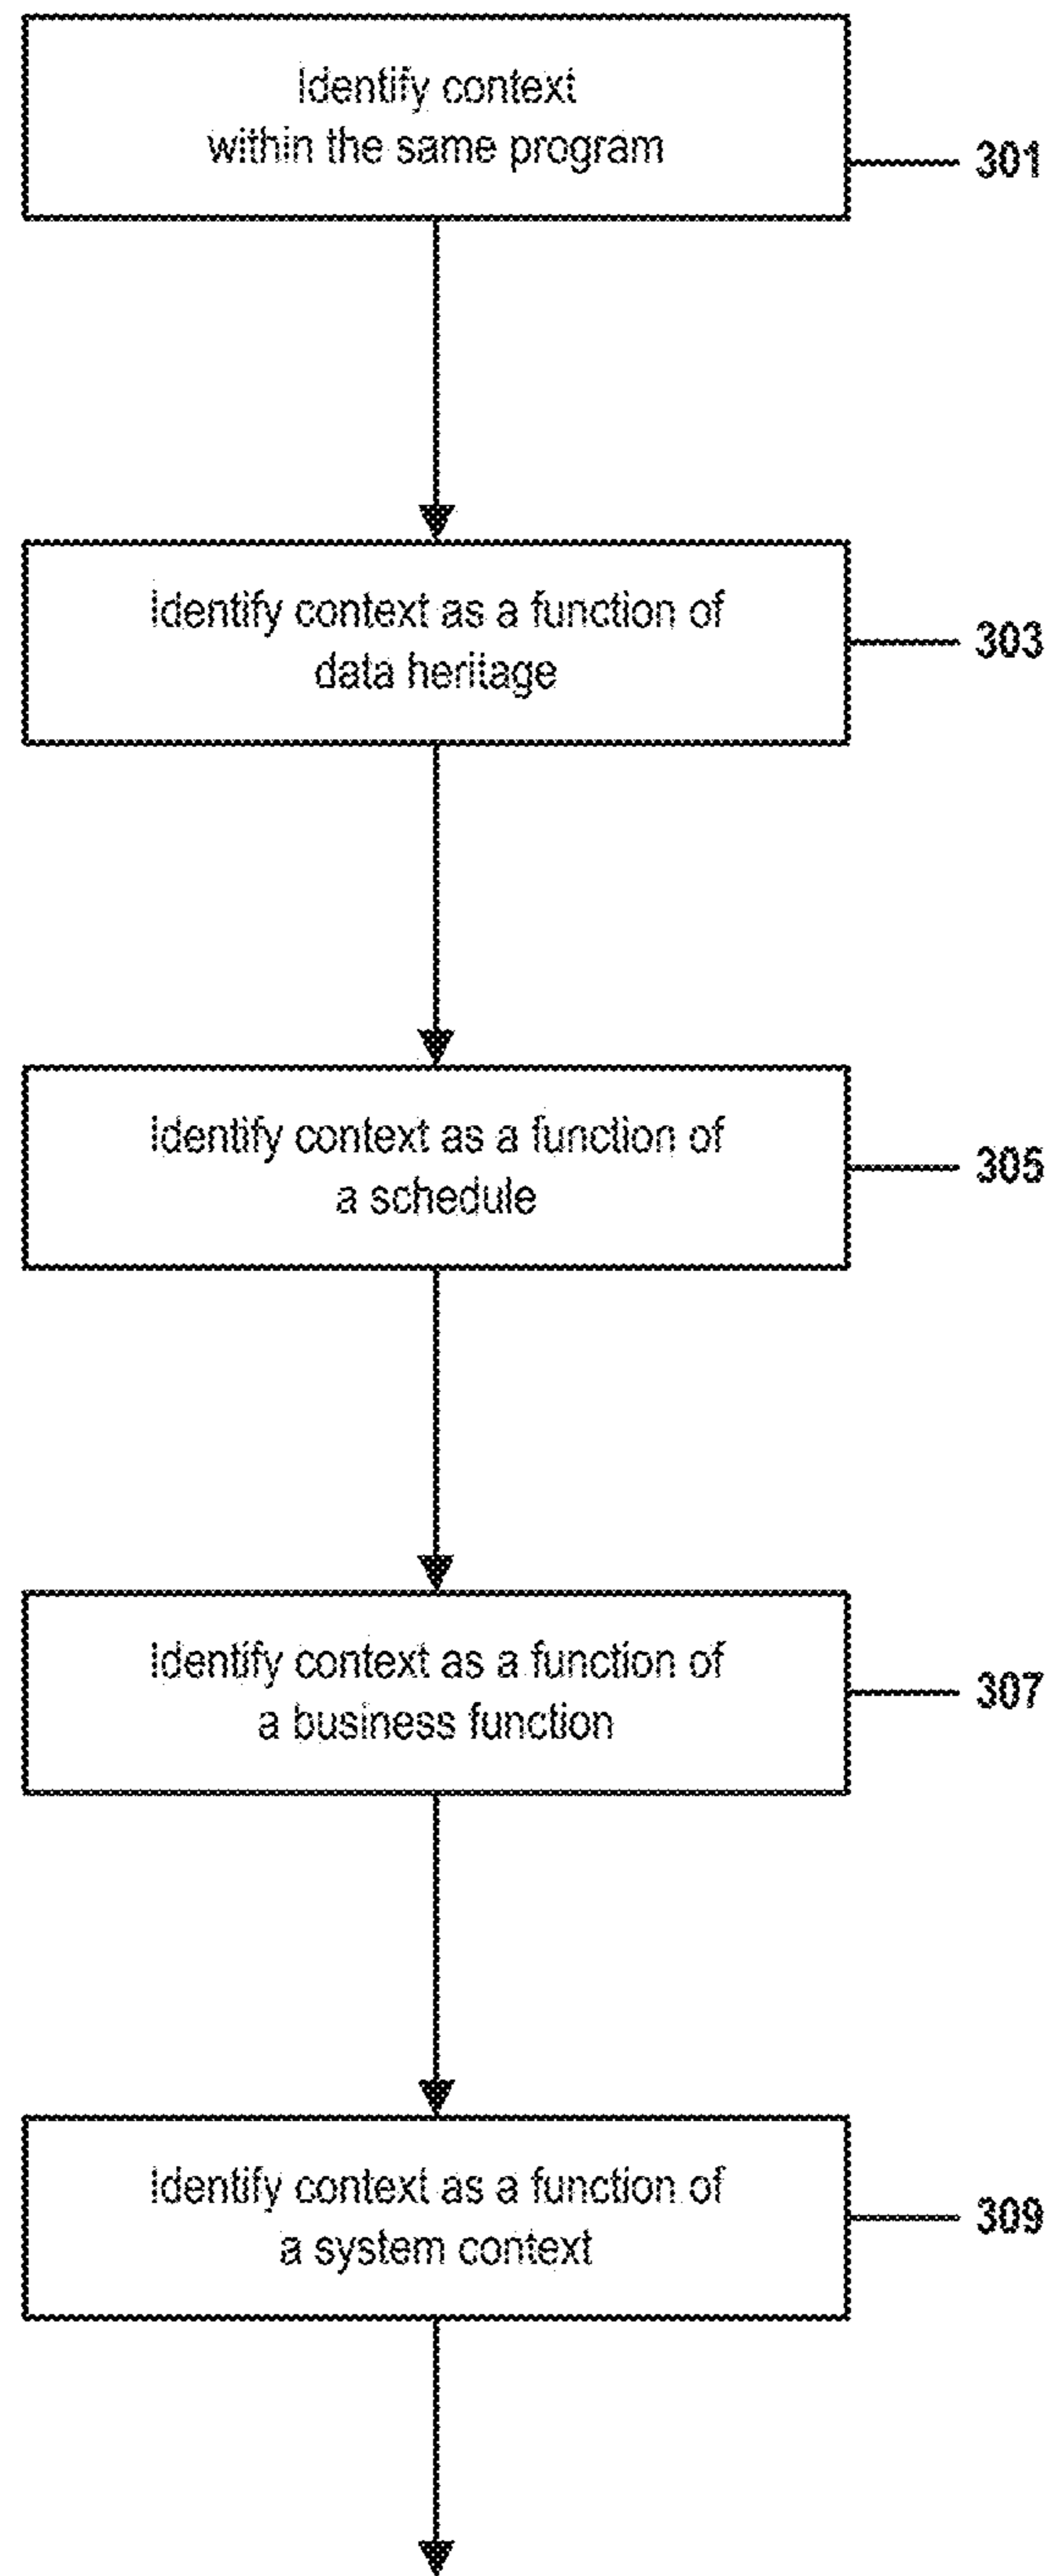 Identify context
within the same program
301
Identify context as a function of
data heritage
303
Identify context as a function of
a schedule
305
Identify context as a function of
a business function
307
Identify context as a function of
a system context
309